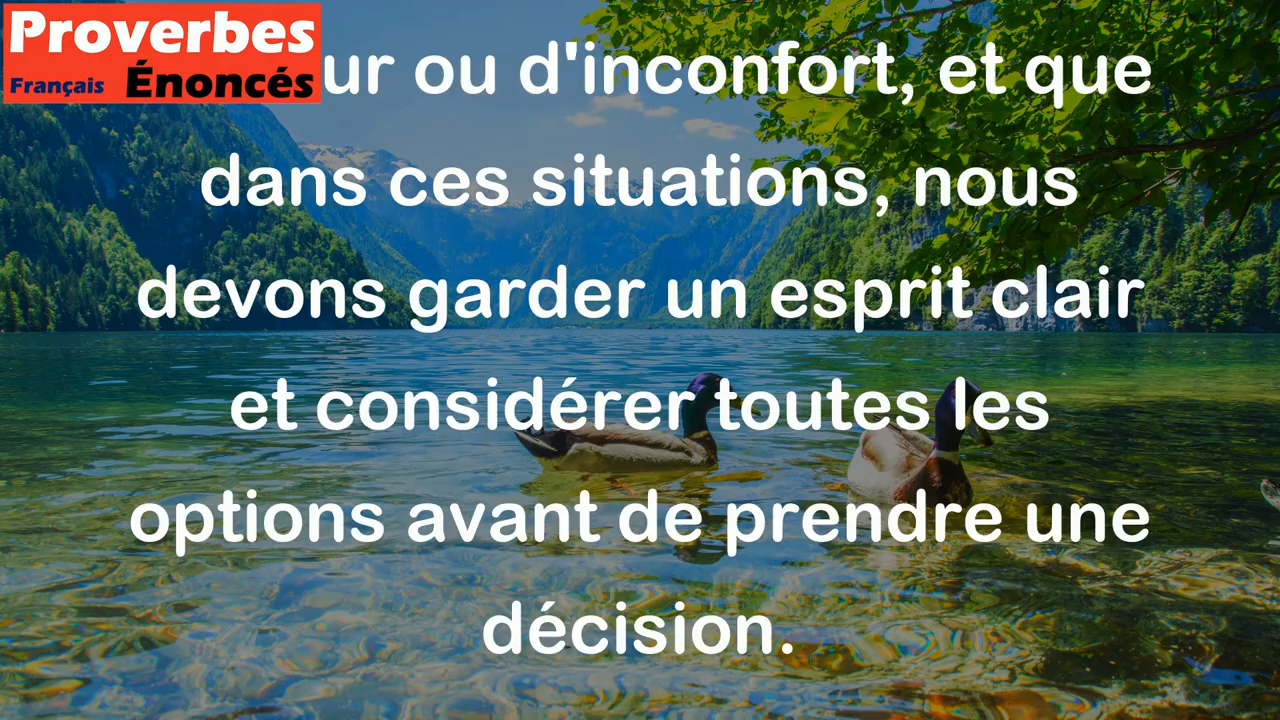 Proverbes
Français Énoncés
ur ou d'inconfort, et que
dans ces situations, nous
devons garder un esprit clair
et considérer toutes les
options avant de prendre une
décision.